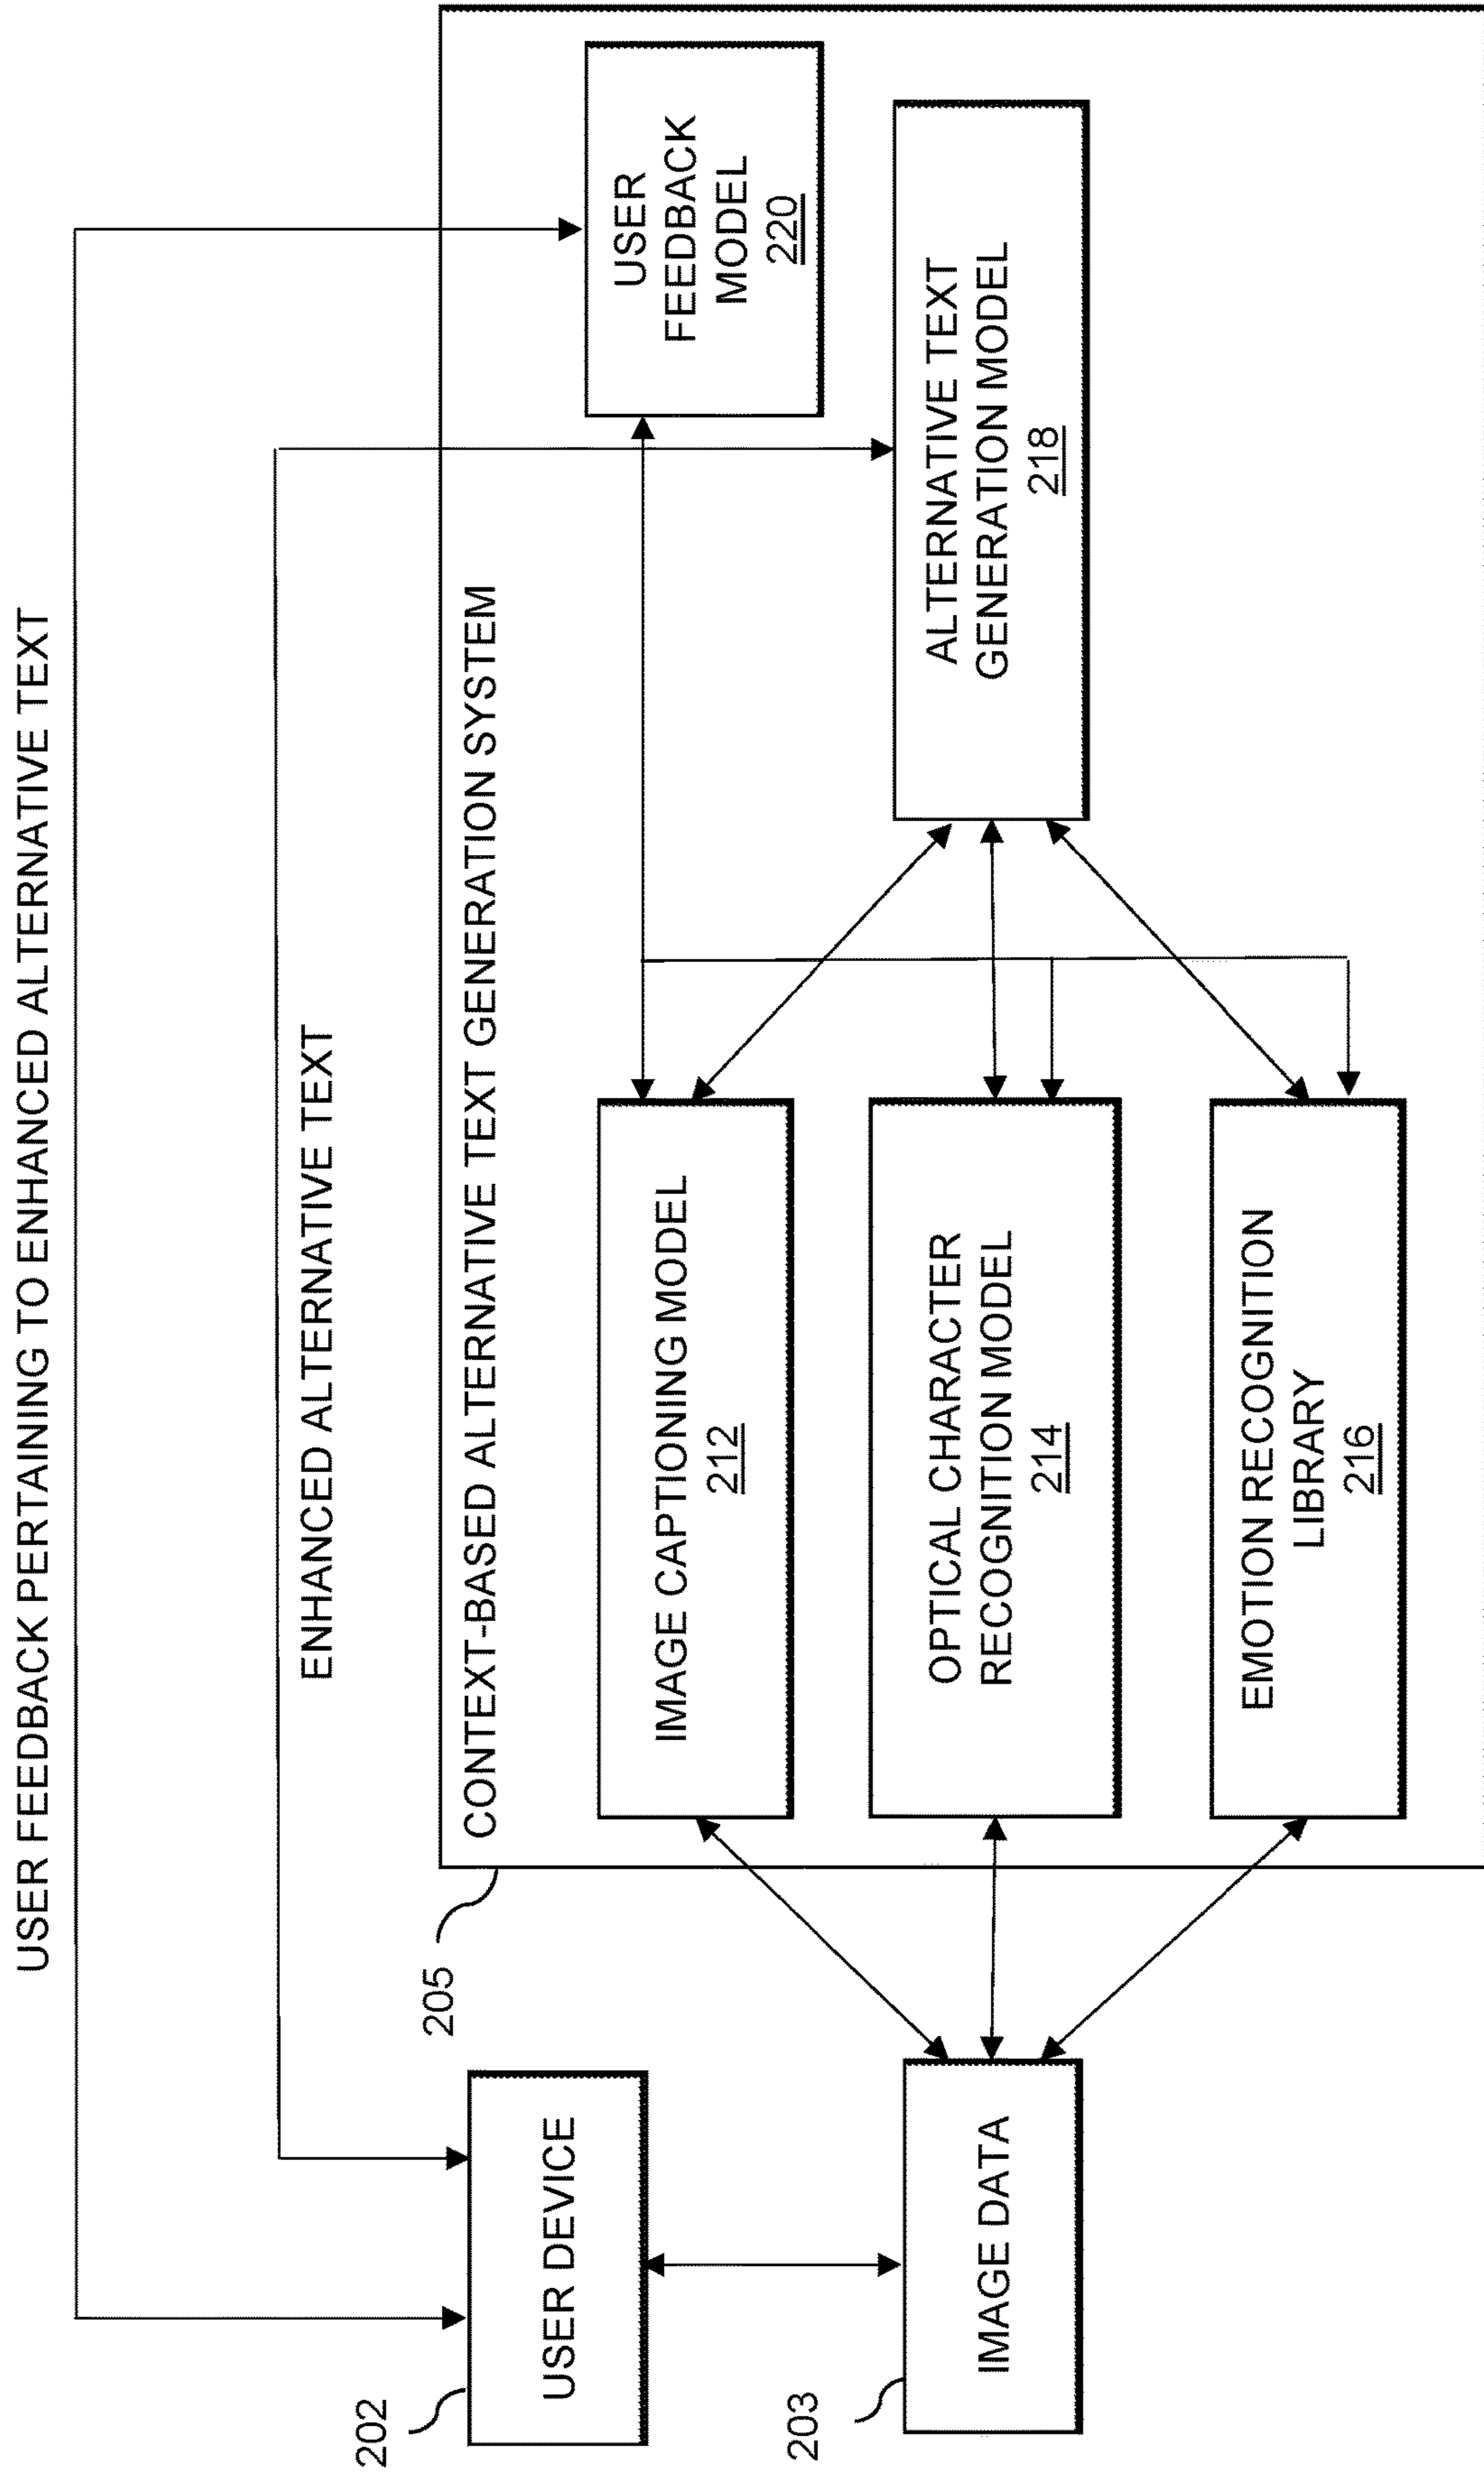 USER FEEDBACK PERTAINING TO ENHANCED ALTERNATIVE TEXT
ENHANCED ALTERNATIVE TEXT
202
USER DEVICE
203
IMAGE DATA
205
CONTEXT-BASED ALTERNATIVE TEXT GENERATION SYSTEM
IMAGE CAPTIONING MODEL
212
OPTICAL CHARACTER
RECOGNITION MODEL
214
EMOTION RECOGNITION
LIBRARY
216
USER
FEEDBACK
MODEL
220
ALTERNATIVE TEXT
GENERATION MODEL
218